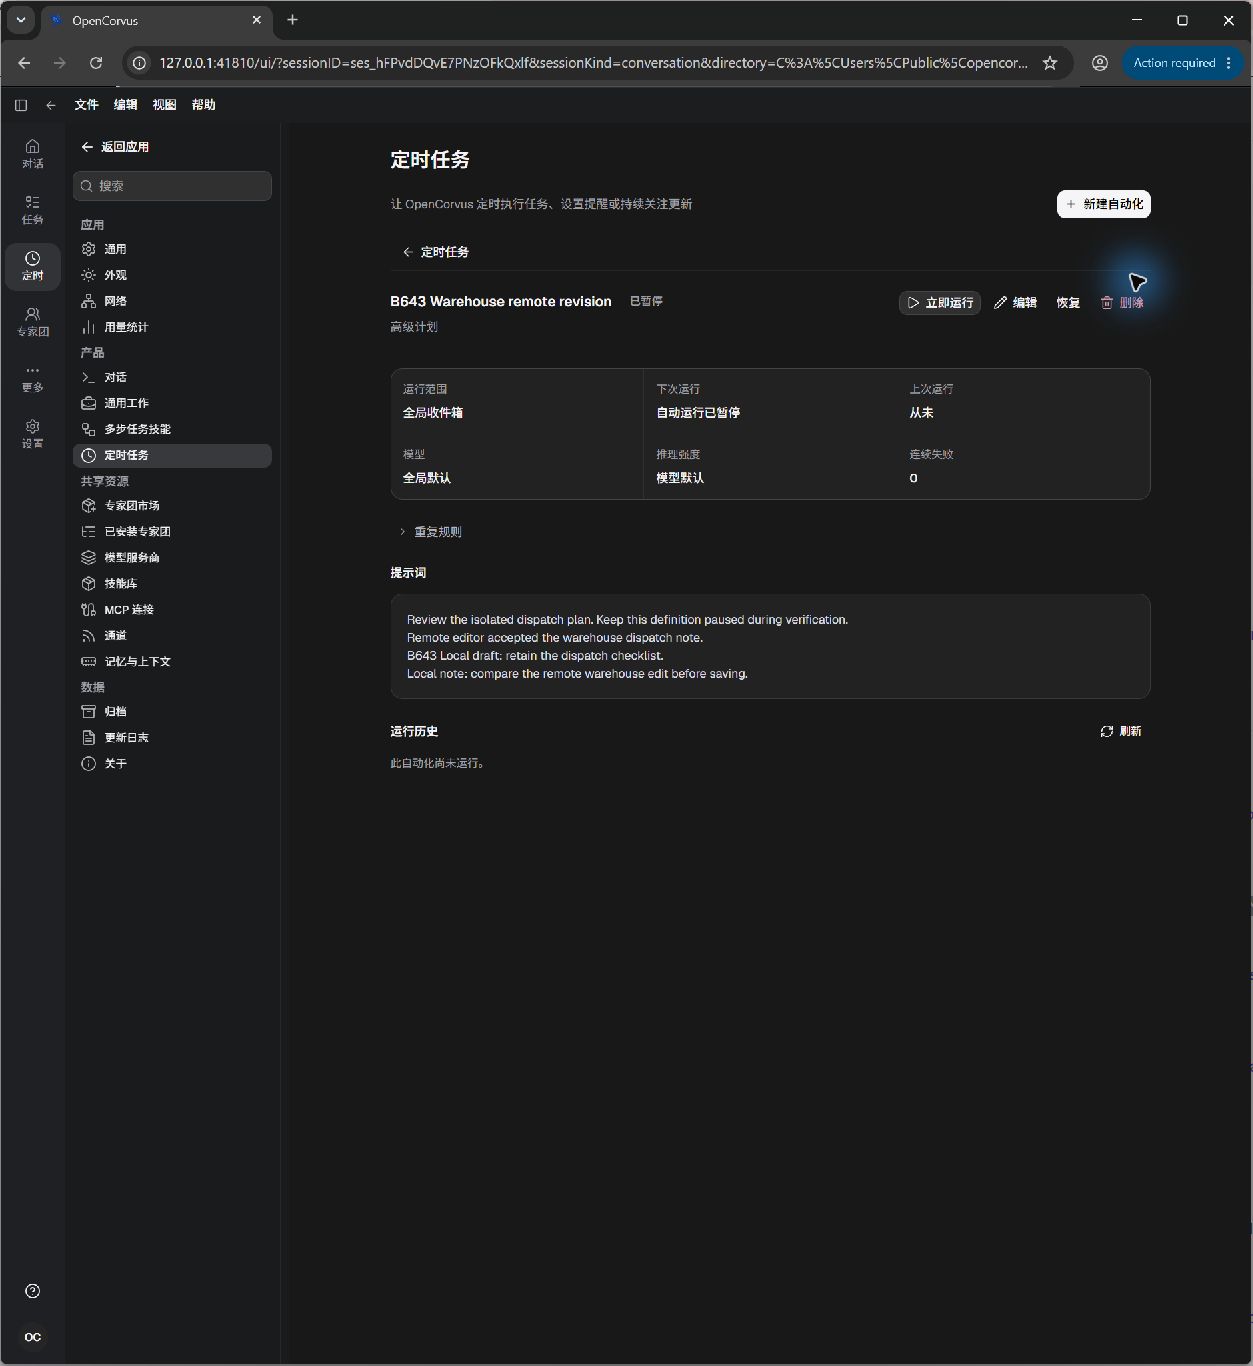 OpenCorvus
127.0.0.1:41810/ui/?sessionID=ses_hFPvdDQvE7PNzOFkQxlf&sessionKind=conversation&directory=C%3A%5CUsers%5CPublic%5Copencor...
Action required
文件 编辑 视图 帮助
对话
任务
定时
专家团
更多
设置
OC
返回应用
搜索
应用
通用
外观
网络
用量统计
产品
对话
通用工作
多步任务技能
定时任务
共享资源
专家团市场
已安装专家团
模型服务商
技能库
MCP 连接
通道
记忆与上下文
数据
归档
更新日志
关于
定时任务
让 OpenCorvus 定时执行任务、设置提醒或持续关注更新
新建自动化
定时任务
B643 Warehouse remote revision 已暂停
立即运行 编辑 恢复 删除
高级计划
运行范围 下次运行 上次运行
全局收件箱 自动运行已暂停 从未
模型 推理强度 连续失败
全局默认 模型默认 0
重复规则
提示词
Review the isolated dispatch plan. Keep this definition paused during verification.
Remote editor accepted the warehouse dispatch note.
B643 Local draft: retain the dispatch checklist.
Local note: compare the remote warehouse edit before saving.
运行历史
刷新
此自动化尚未运行。